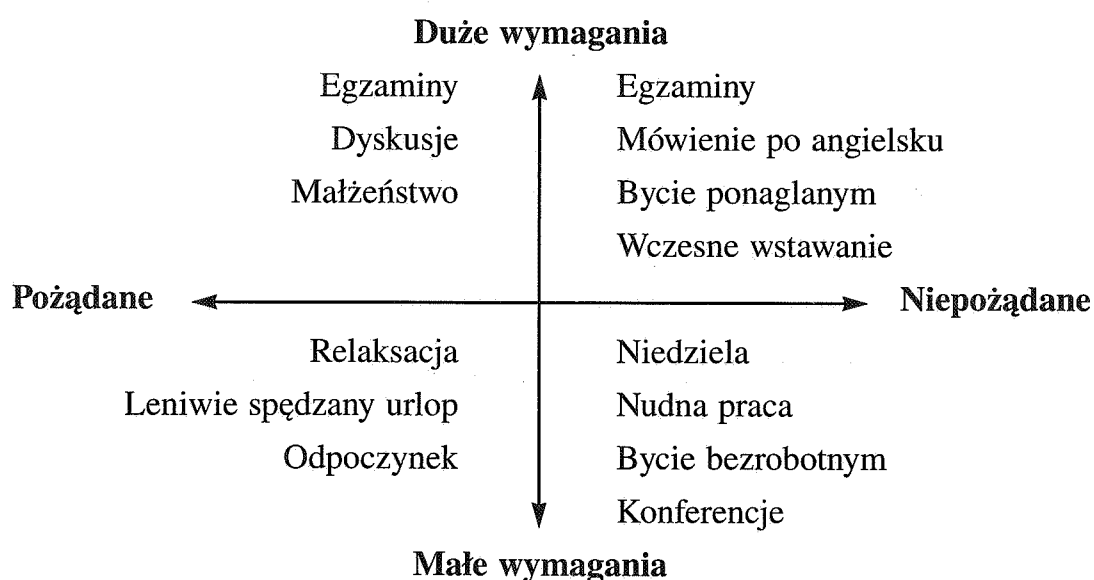 Duże wymagania
Egzaminy Egzaminy
Dyskusje Mówienie po angielsku
Małżeństwo Bycie ponaglanym
Wczesne wstawanie
Pożądane Niepożądane
Relaksacja Niedziela
Leniwie spędzany urlop Nudna praca
Odpoczynek Bycie bezrobotnym
Konferencje
Małe wymagania